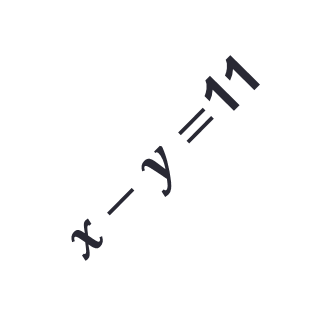 x − y = 11